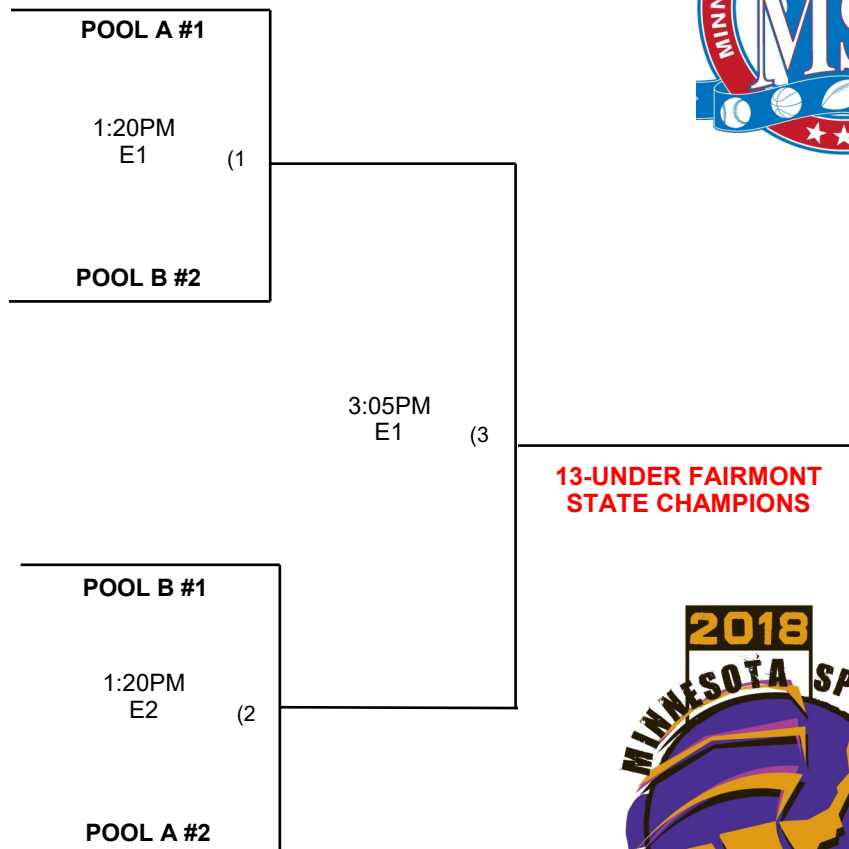 POOL A #1
1:20PM
E1 (1
POOL B #2
3:05PM
E1 (3
13-UNDER FAIRMONT
STATE CHAMPIONS
POOL B #1
1:20PM
E2 (2
POOL A #2
2018
MINNESOTA